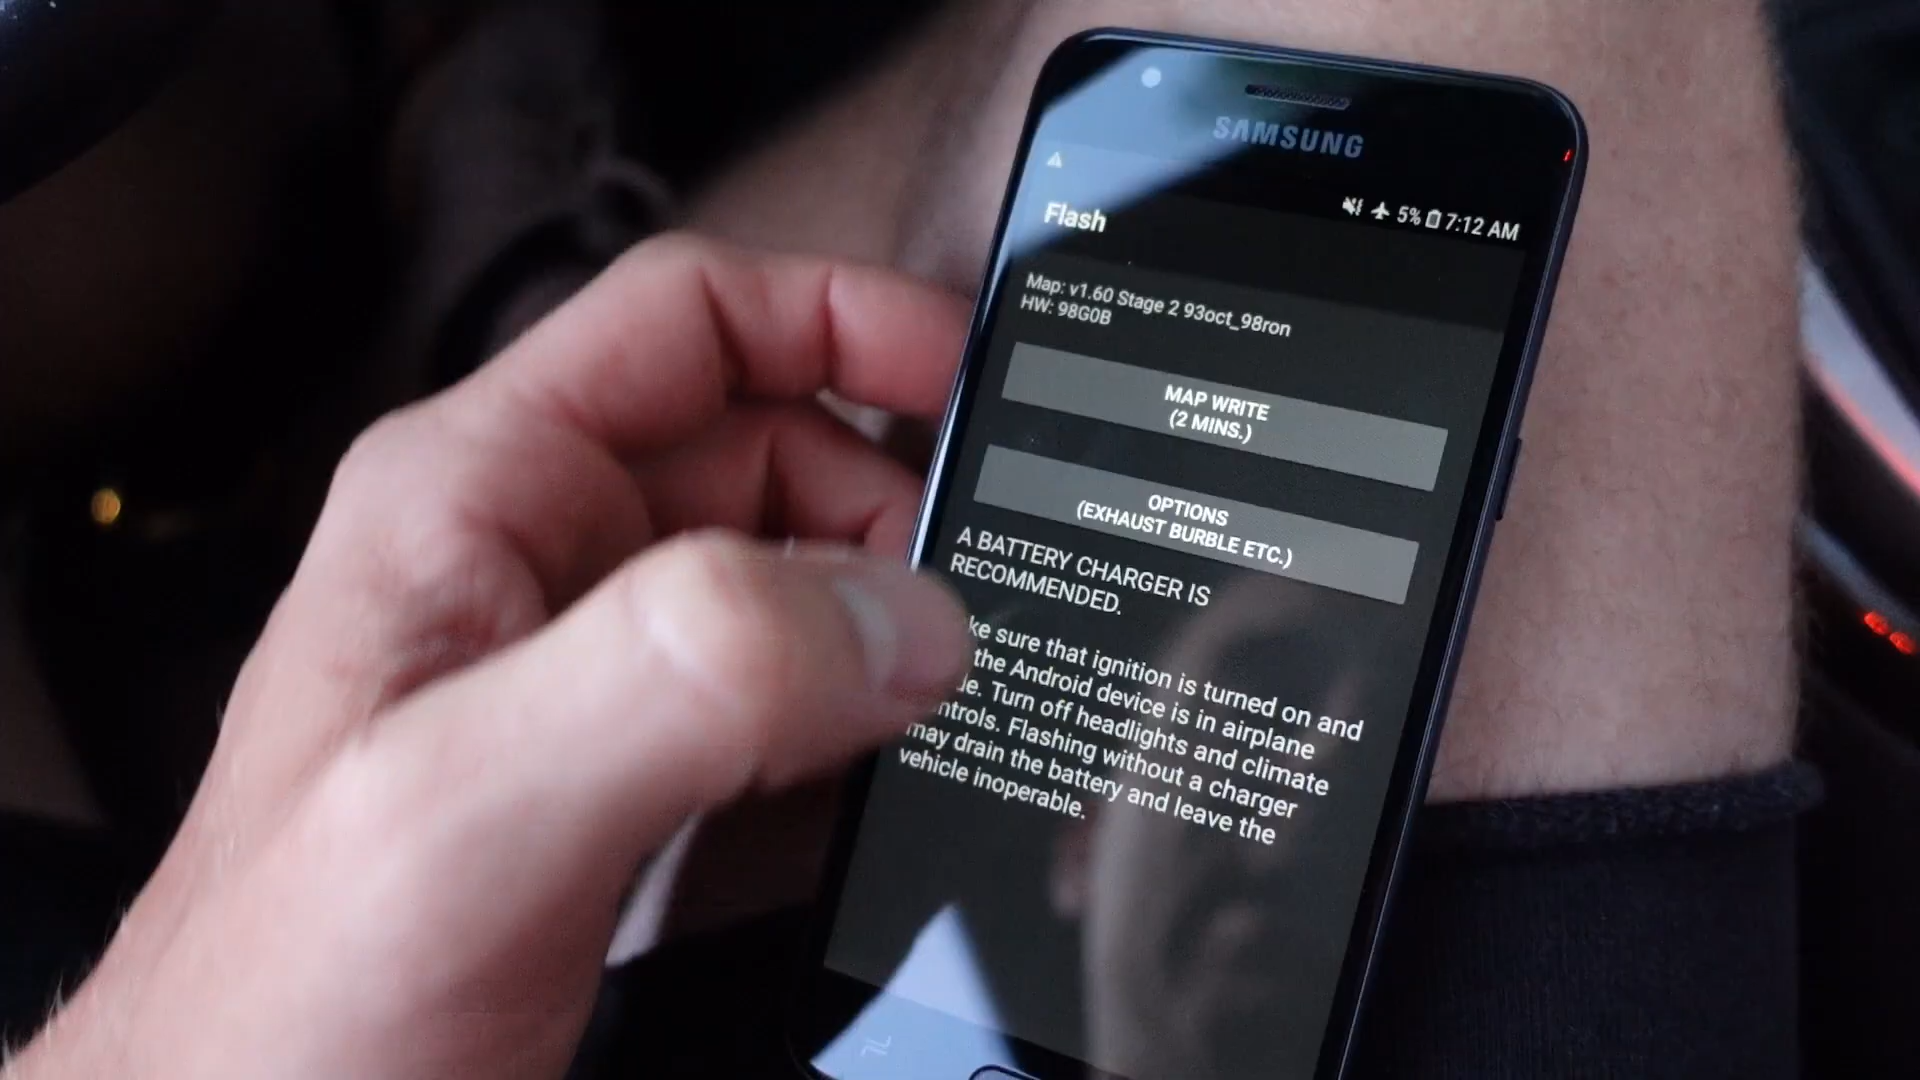 SAMSUNG
5% 7:12 AM
Flash
Map: v1.60 Stage 2 93oct_98ron
HW: 98G0B
MAP WRITE
(2 MINS.)
OPTIONS
(EXHAUST BURBLE ETC.)
A BATTERY CHARGER IS
RECOMMENDED.
ke sure that ignition is turned on and
the Android device is in airplane
de. Turn off headlights and climate
ntrols. Flashing without a charger
may drain the battery and leave the
vehicle inoperable.